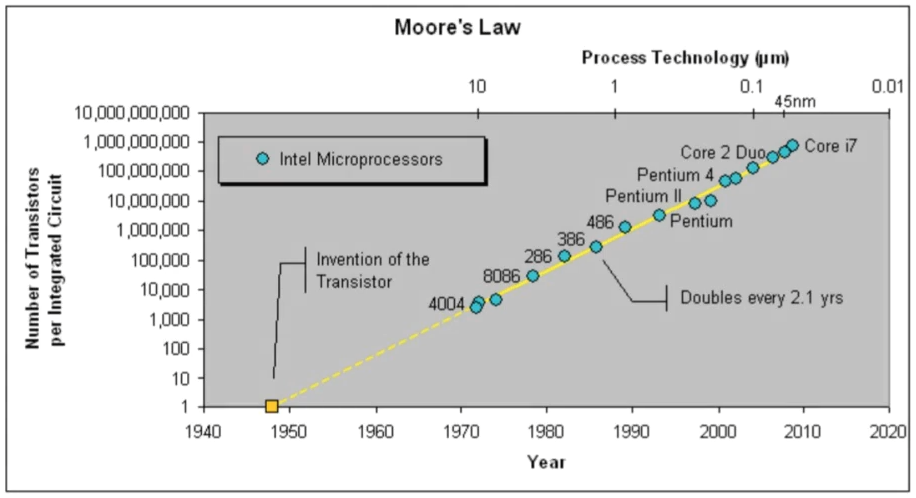 Moore's Law
Process Technology (µm)
10 1 0.1 0.01
45nm
Number of Transistors
per Integrated Circuit
10,000,000,000
1,000,000,000
100,000,000
10,000,000
1,000,000
100,000
10,000
1,000
100
10
1
Intel Microprocessors
Invention of the
Transistor
4004
8086
286
386
486
Pentium
Pentium II
Pentium 4
Core 2 Duo
Core i7
Doubles every 2.1 yrs
1940 1950 1960 1970 1980 1990 2000 2010 2020
Year